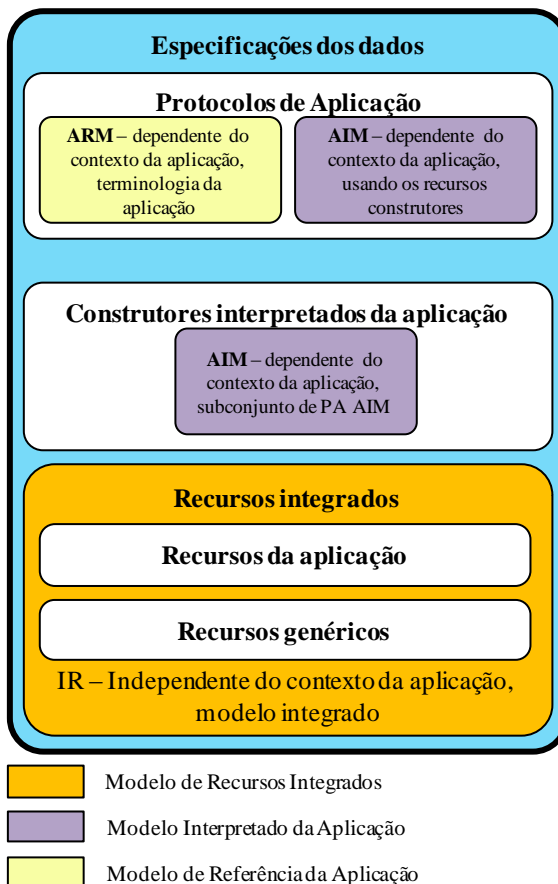 Especificações dos dados
Protocolos de Aplicação
ARM – dependente do
contexto da aplicação,
terminologia da
aplicação
AIM – dependente do
contexto da aplicação,
usando os recursos
construtores
Construtores interpretados da aplicação
AIM – dependente do
contexto da aplicação,
subconjunto de PA AIM
Recursos integrados
Recursos da aplicação
Recursos genéricos
IR – Independente do contexto da aplicação,
modelo integrado
Modelo de Recursos Integrados
Modelo Interpretado da Aplicação
Modelo de Referência da Aplicação